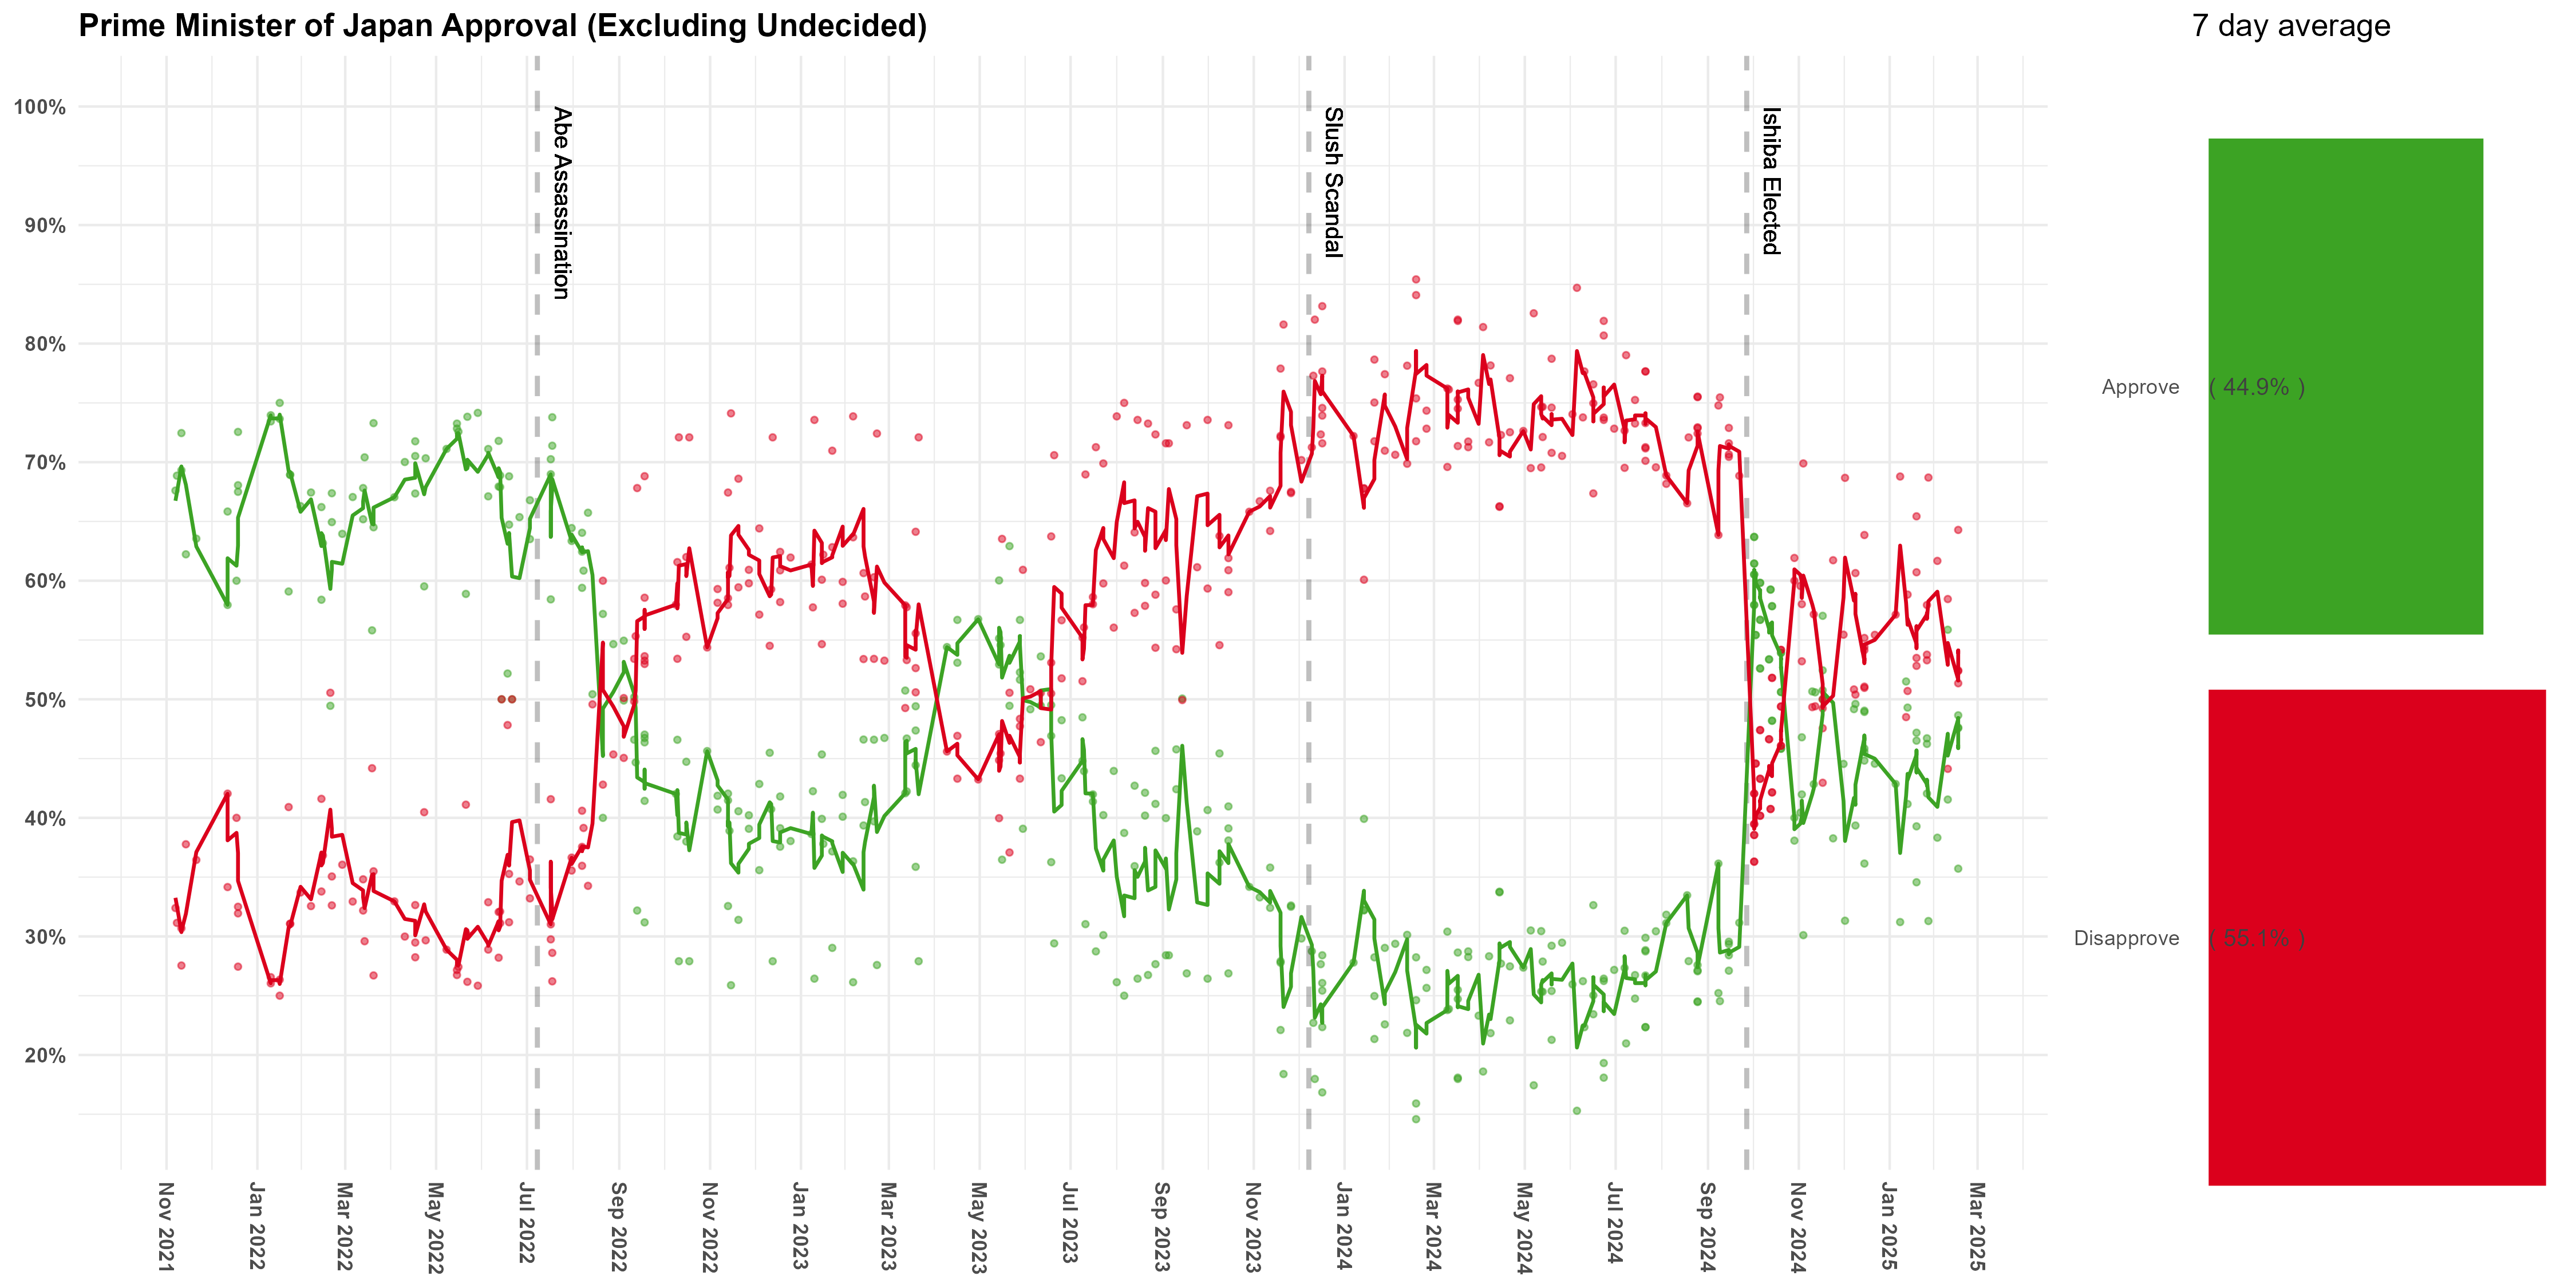 Prime Minister of Japan Approval (Excluding Undecided)
7 day average
100%
90%
80%
70%
60%
50%
40%
30%
20%
Abe Assassination
Slush Scandal
Ishiba Elected
Nov 2021
Jan 2022
Mar 2022
May 2022
Jul 2022
Sep 2022
Nov 2022
Jan 2023
Mar 2023
May 2023
Jul 2023
Sep 2023
Nov 2023
Jan 2024
Mar 2024
May 2024
Jul 2024
Sep 2024
Nov 2024
Jan 2025
Mar 2025
Approve
( 44.9% )
Disapprove
( 55.1% )